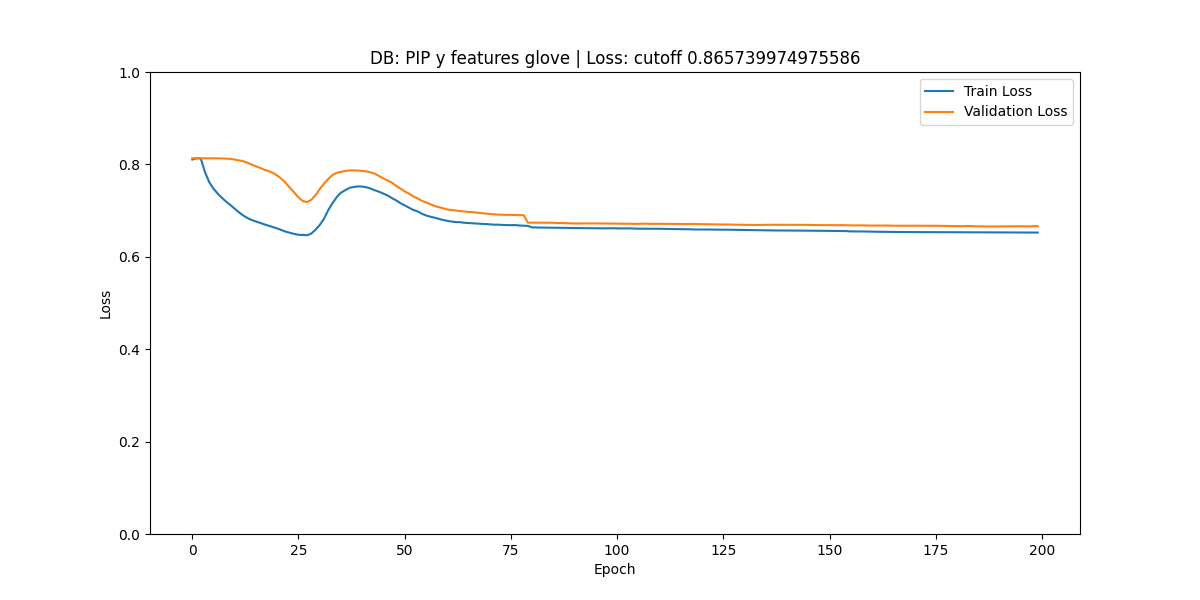 DB: PIP y features glove | Loss: cutoff 0.865739974975586
Train Loss
Validation Loss
1.0
0.8
0.6
0.4
0.2
0.0
Loss
0 25 50 75 100 125 150 175 200
Epoch